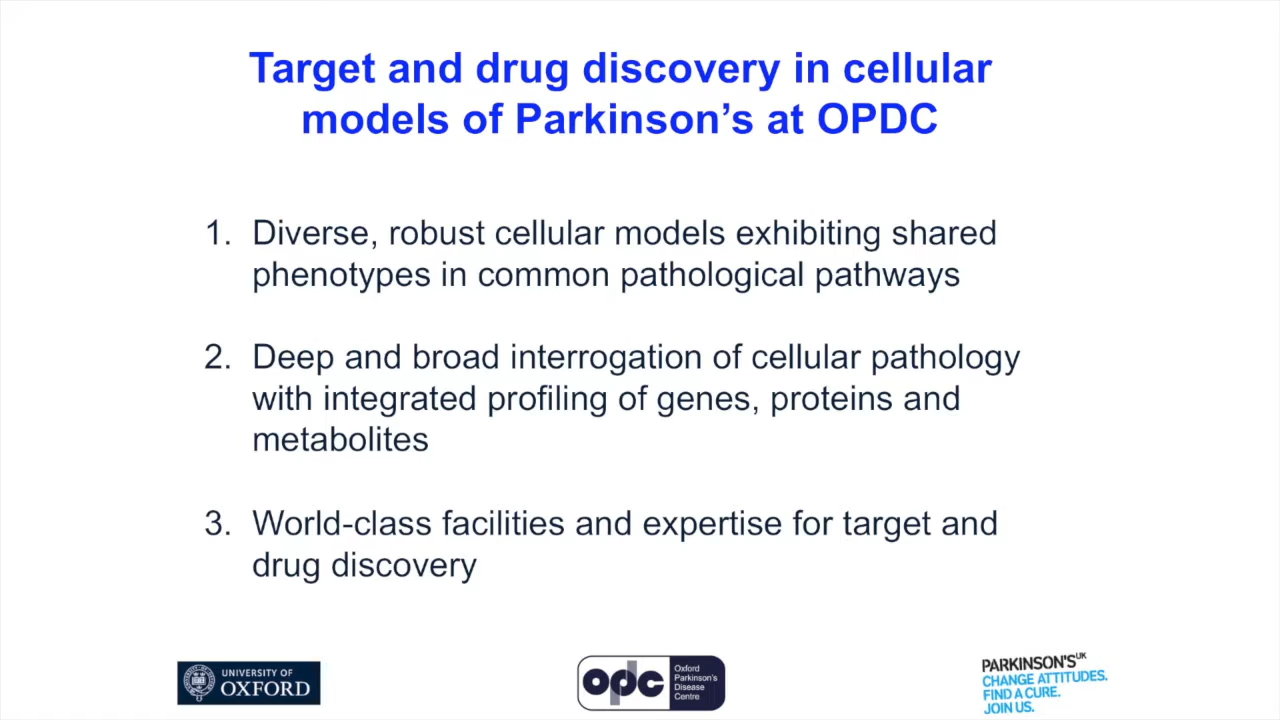 Target and drug discovery in cellular
models of Parkinson’s at OPDC
1. Diverse, robust cellular models exhibiting shared
phenotypes in common pathological pathways
2. Deep and broad interrogation of cellular pathology
with integrated profiling of genes, proteins and
metabolites
3. World-class facilities and expertise for target and
drug discovery
UNIVERSITY OF
OXFORD
opdc
Oxford
Parkinson’s
Disease
Centre
PARKINSON'S UK
CHANGE ATTITUDES.
FIND A CURE.
JOIN US.